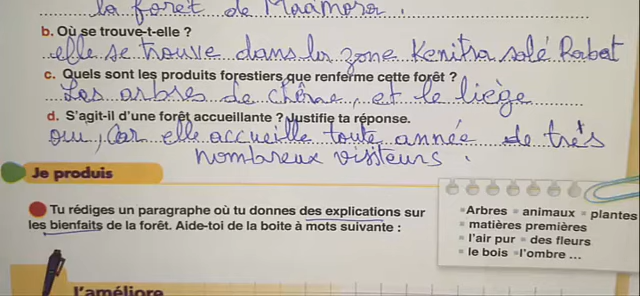 la forêt de Maâmora.
b. Où se trouve-t-elle ?
elle se trouve dans la zone Kenitra salé Rabat
c. Quels sont les produits forestiers que renferme cette forêt ?
Les arbres de chêne, et le liège
d. S'agit-il d'une forêt accueillante ? Justifie ta réponse.
oui, Car elle accueille toute année de très
nombreux visiteurs.
Je produis
Tu rédiges un paragraphe où tu donnes des explications sur
les bienfaits de la forêt. Aide-toi de la boite à mots suivante :
Arbres animaux plantes
matières premières
l'air pur des fleurs
le bois l'ombre ...
J'améliore